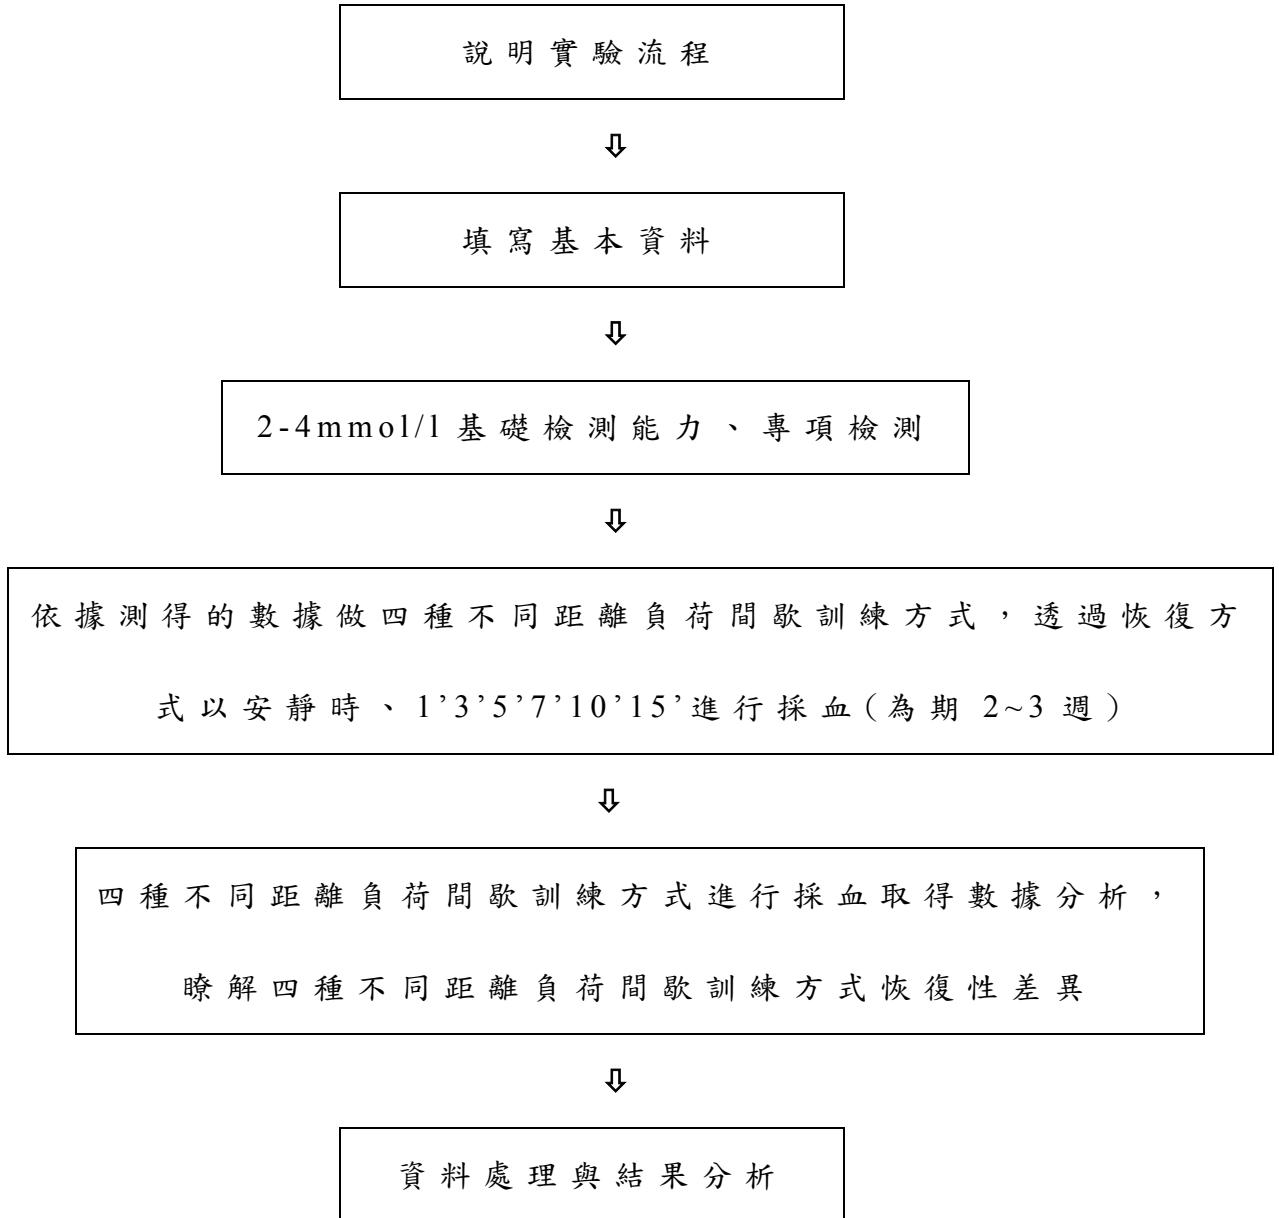 說明實驗流程
⇩
填寫基本資料
⇩
2-4mmol/l 基礎檢測能力、專項檢測
⇩
依據測得的數據做四種不同距離負荷間歇訓練方式，透過恢復方
式以安靜時、1’3’5’7’10’15’進行採血(為期 2~3 週)
⇩
四種不同距離負荷間歇訓練方式進行採血取得數據分析，
瞭解四種不同距離負荷間歇訓練方式恢復性差異
⇩
資料處理與結果分析